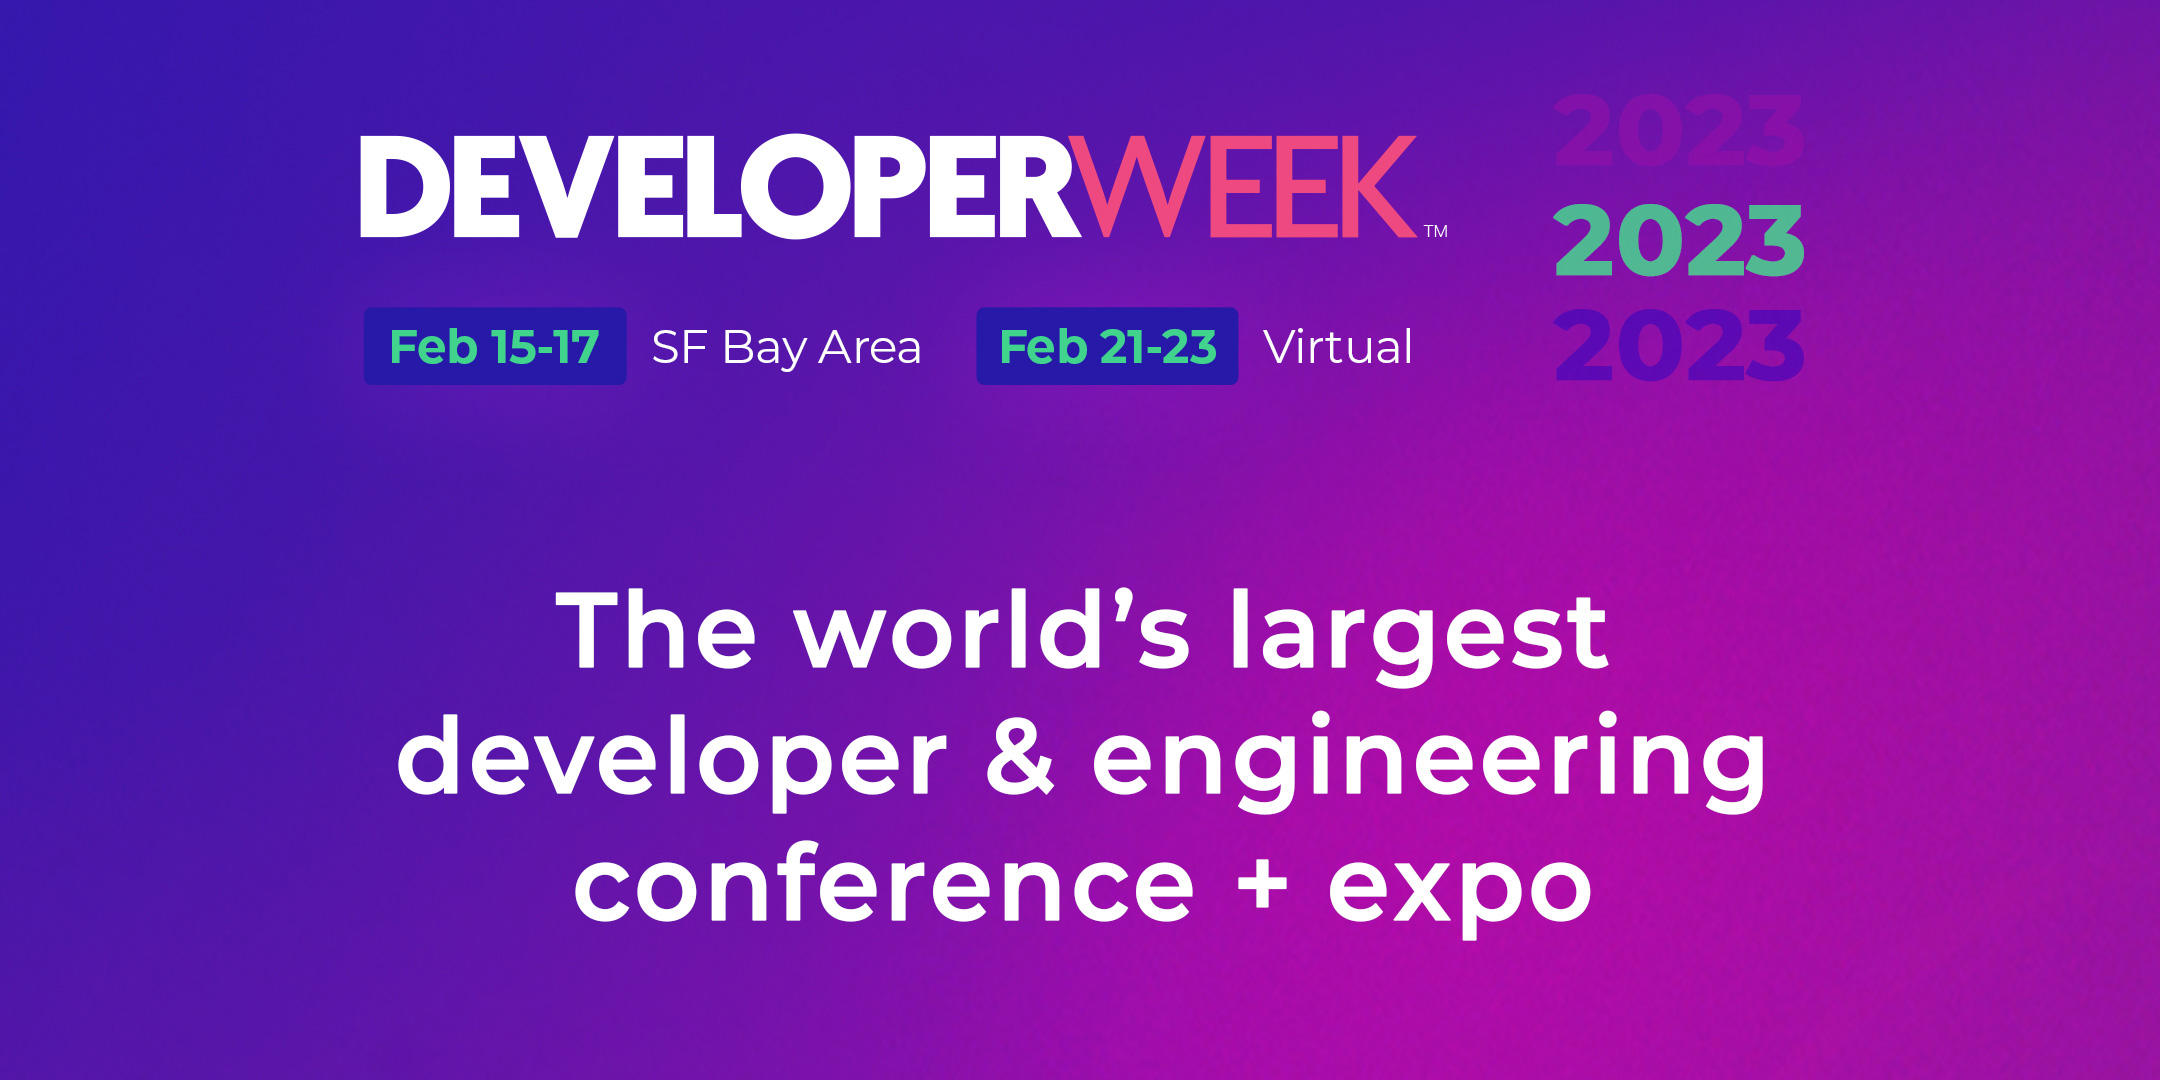 DEVELOPERWEEK™
2023
2023
2023
Feb 15-17 SF Bay Area Feb 21-23 Virtual
The world’s largest
developer & engineering
conference + expo